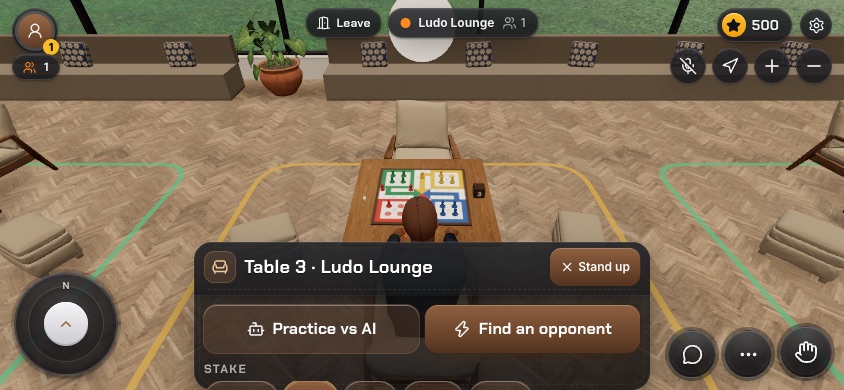 Leave
Ludo Lounge 1
500
1
1
N
Table 3 · Ludo Lounge
Stand up
Practice vs AI
Find an opponent
STAKE